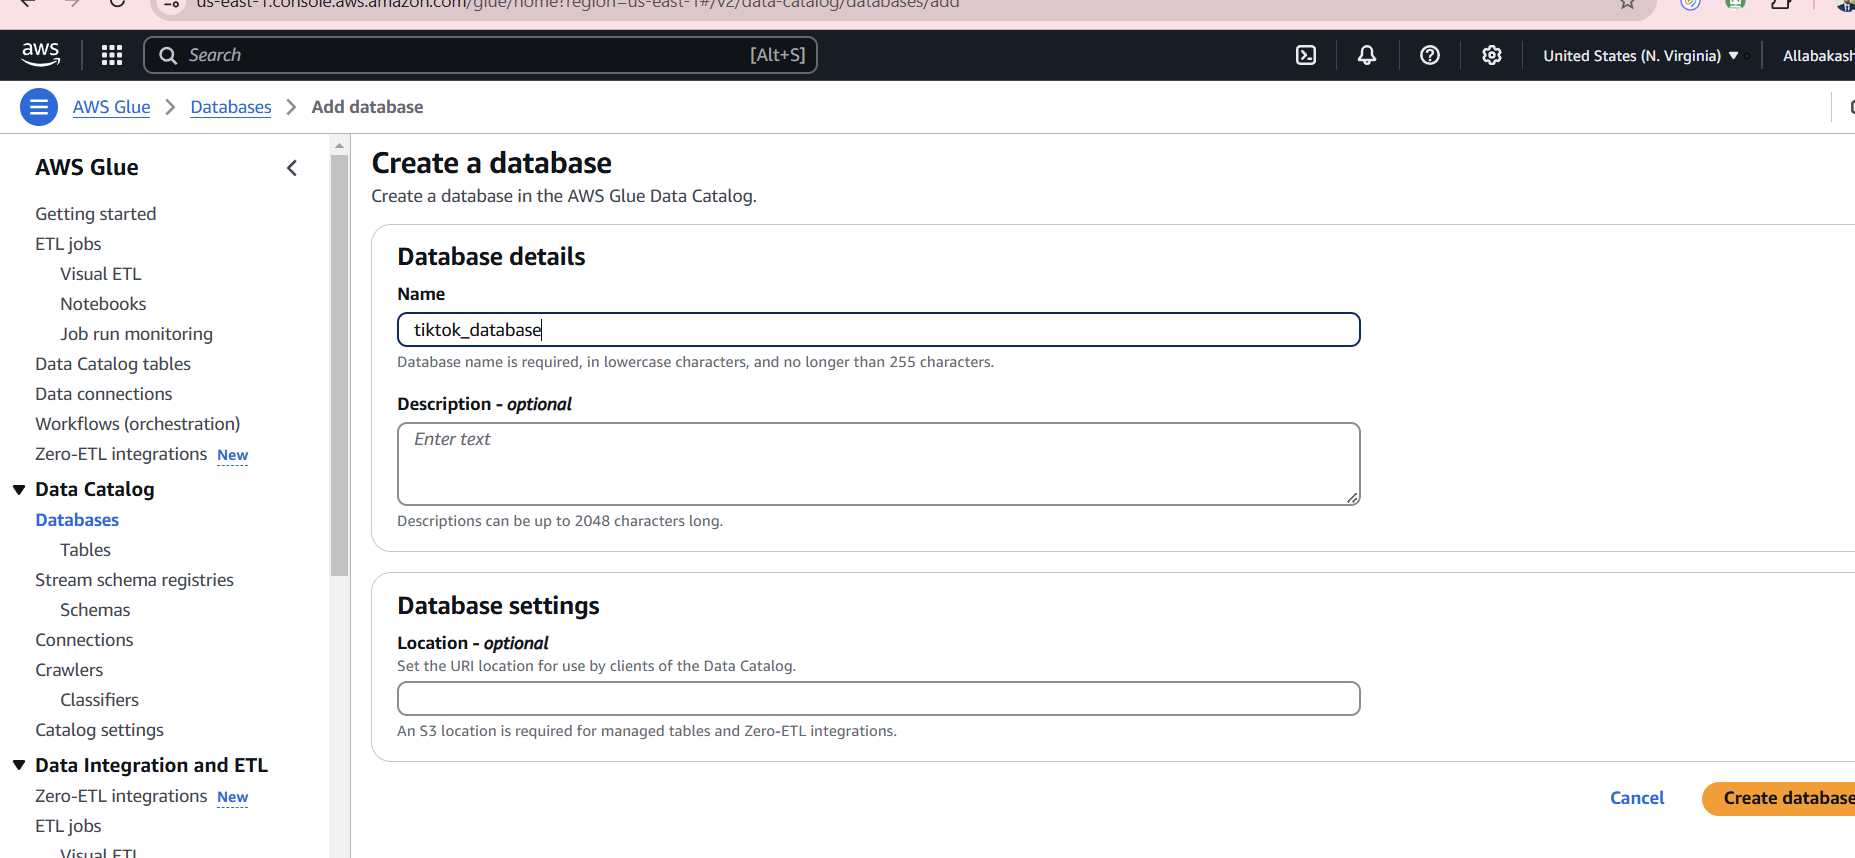 us-east-1.console.aws.amazon.com/glue/home?region=us-east-1#/v2/data-catalog/databases/add
aws
Search
[Alt+S]
United States (N. Virginia)
Allabakash
AWS Glue
Databases
Add database
AWS Glue
Getting started
ETL jobs
Visual ETL
Notebooks
Job run monitoring
Data Catalog tables
Data connections
Workflows (orchestration)
Zero-ETL integrations New
Data Catalog
Databases
Tables
Stream schema registries
Schemas
Connections
Crawlers
Classifiers
Catalog settings
Data Integration and ETL
Zero-ETL integrations New
ETL jobs
Visual ETL
Create a database
Create a database in the AWS Glue Data Catalog.
Database details
Name
tiktok_database
Database name is required, in lowercase characters, and no longer than 255 characters.
Description - optional
Enter text
Descriptions can be up to 2048 characters long.
Database settings
Location - optional
Set the URI location for use by clients of the Data Catalog.
An S3 location is required for managed tables and Zero-ETL integrations.
Cancel
Create database